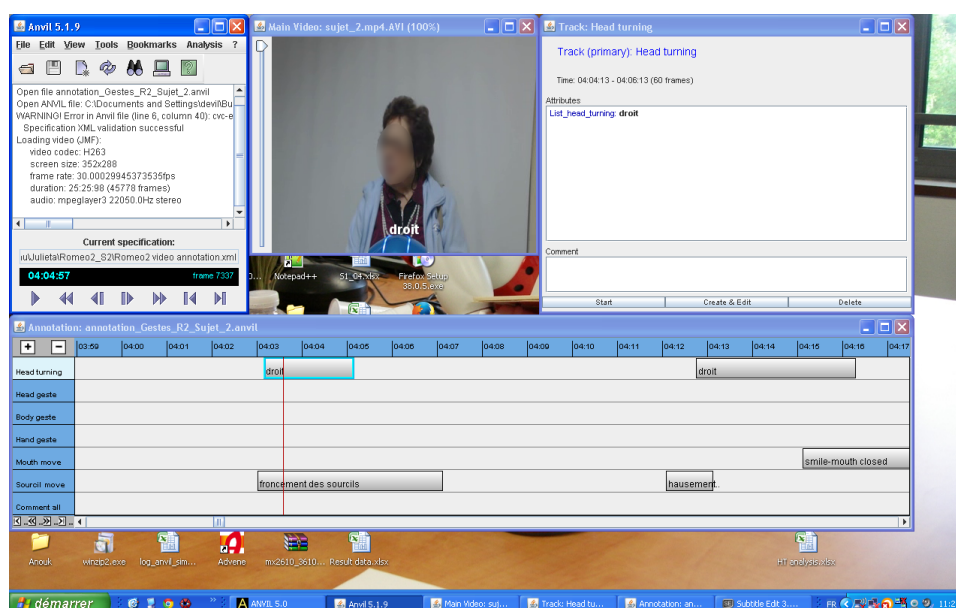 Anvil 5.1.9
File Edit View Tools Bookmarks Analysis ?
Open file annotation_Gestes_R2_Sujet_2.anvil
Open ANVIL file: C:\Documents and Settings\devil\Bu
WARNING! Error in Anvil file (line 6, column 40): cvc-e
Specification XML validation successful
Loading video (JMF):
video codec: H263
screen size: 352x288
frame rate: 30.00029945373535fps
duration: 25:25:98 (45778 frames)
audio: mpeglayer3 22050.0Hz stereo
Current specification:
u\Julieta\Romeo2_S2\Romeo2 video annotation.xml
04:04:57 frame 7337
Main Video: sujet_2.mp4.AVI (100%)
droit
Track: Head turning
Track (primary): Head turning
Time: 04:04:13 - 04:06:13 (60 frames)
Attributes
List_head_turning: droit
Comment
Start Create & Edit Delete
Notepad++ S1_04.xlsx Firefox Setup
38.0.5.exe
Annotation: annotation_Gestes_R2_Sujet_2.anvil
+ - 03:59 04:00 04:01 04:02 04:03 04:04 04:05 04:06 04:07 04:08 04:09 04:10 04:11 04:12 04:13 04:14 04:15 04:16 04:17
Head turning droit droit
Head geste
Body geste
Hand geste
Mouth move smile-mouth closed
Sourcil move froncement des sourcils hausement..
Comment all
Anouk winzip2.exe log_anvil_sim... Advene mx2610_3610... Result data.xlsx HT analysis.xlsx
démarrer ANVIL 5.0 Anvil 5.1.9 Main Video: suj... Track: Head tu... Annotation: an... Subtitle Edit 3.... FR 11:2